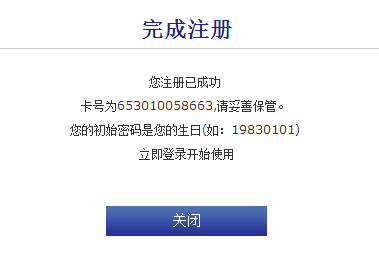 完成注册
您注册已成功
卡号为653010058663,请妥善保管。
您的初始密码是您的生日(如：19830101)
立即登录开始使用
关闭